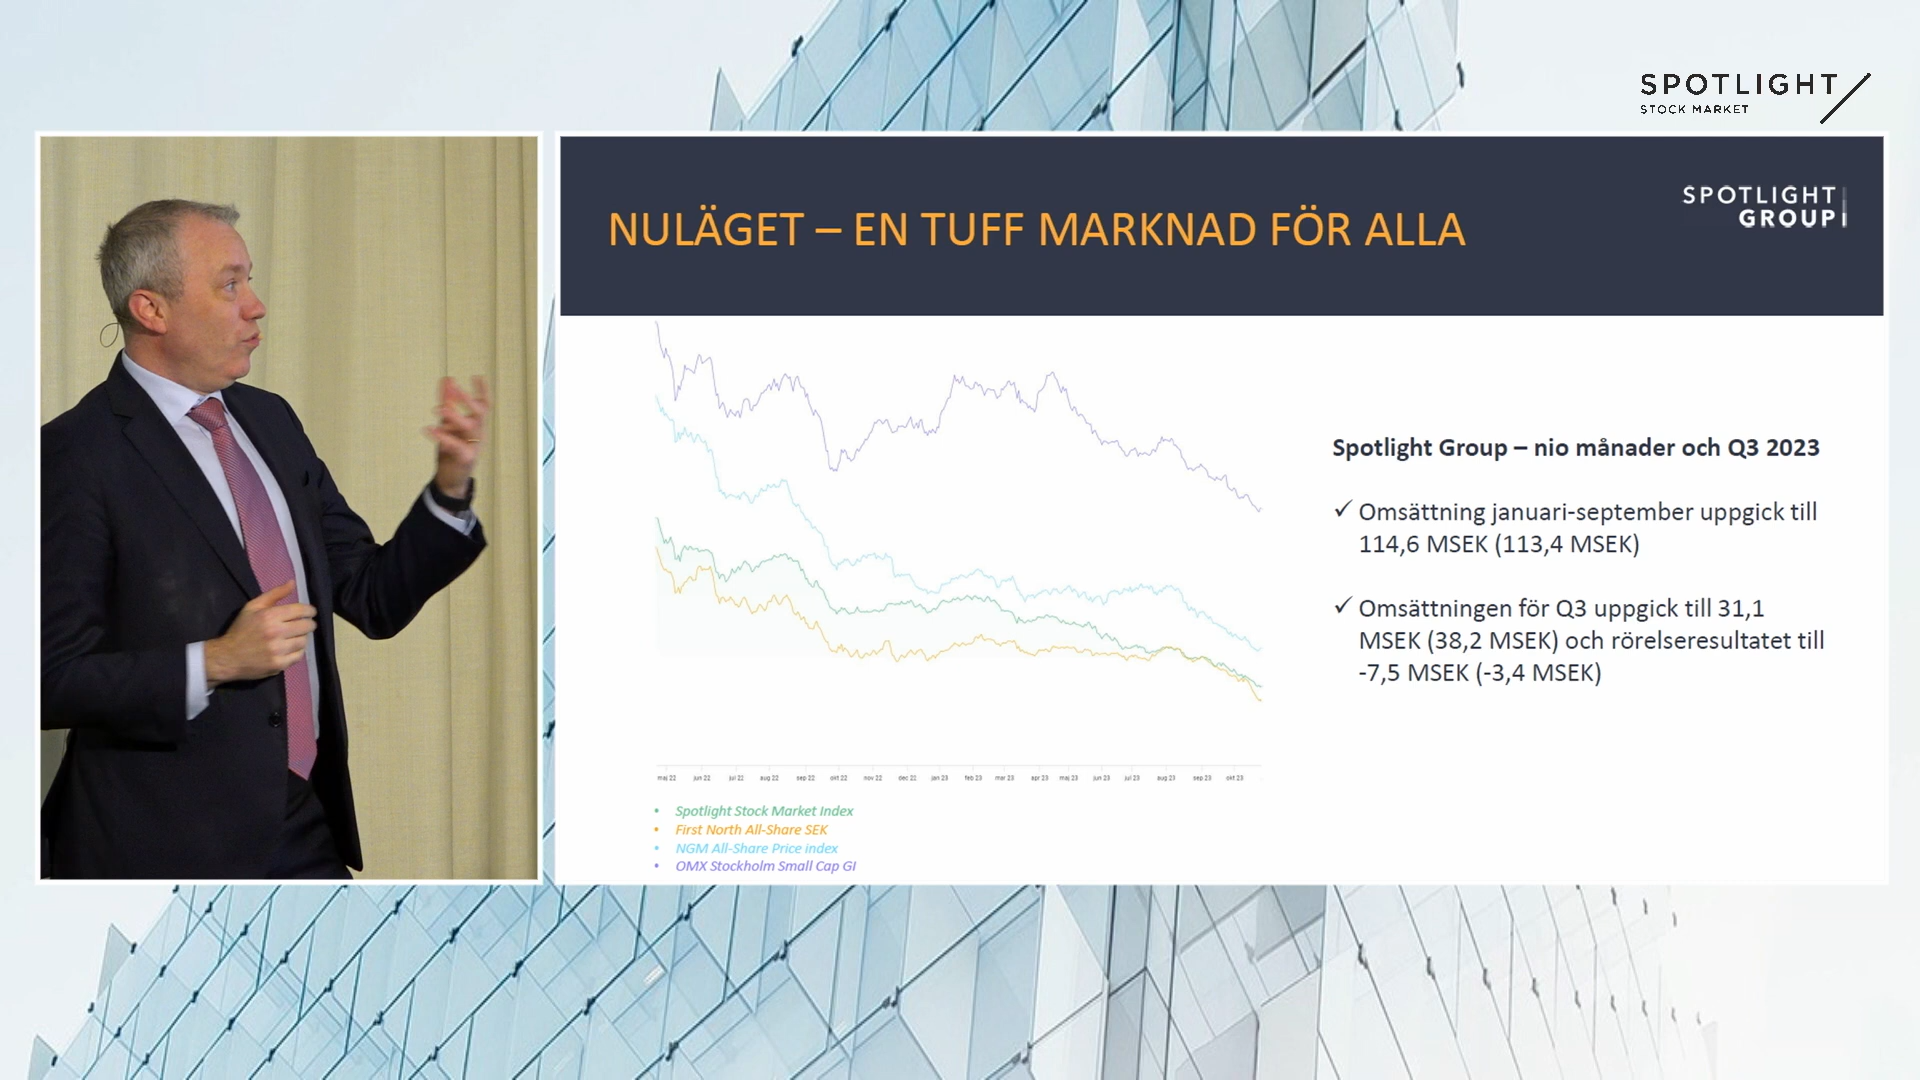 SPOTLIGHT
STOCK MARKET
NULÄGET – EN TUFF MARKNAD FÖR ALLA
SPOTLIGHT
GROUP
Spotlight Group – nio månader och Q3 2023
✓ Omsättning januari-september uppgick till
114,6 MSEK (113,4 MSEK)
✓ Omsättningen för Q3 uppgick till 31,1
MSEK (38,2 MSEK) och rörelseresultatet till
-7,5 MSEK (-3,4 MSEK)
maj 22 jun 22 jul 22 aug 22 sep 22 okt 22 nov 22 dec 22 jan 23 feb 23 mar 23 apr 23 maj 23 jun 23 jul 23 aug 23 sep 23 okt 23
• Spotlight Stock Market Index
• First North All-Share SEK
• NGM All-Share Price index
• OMX Stockholm Small Cap GI